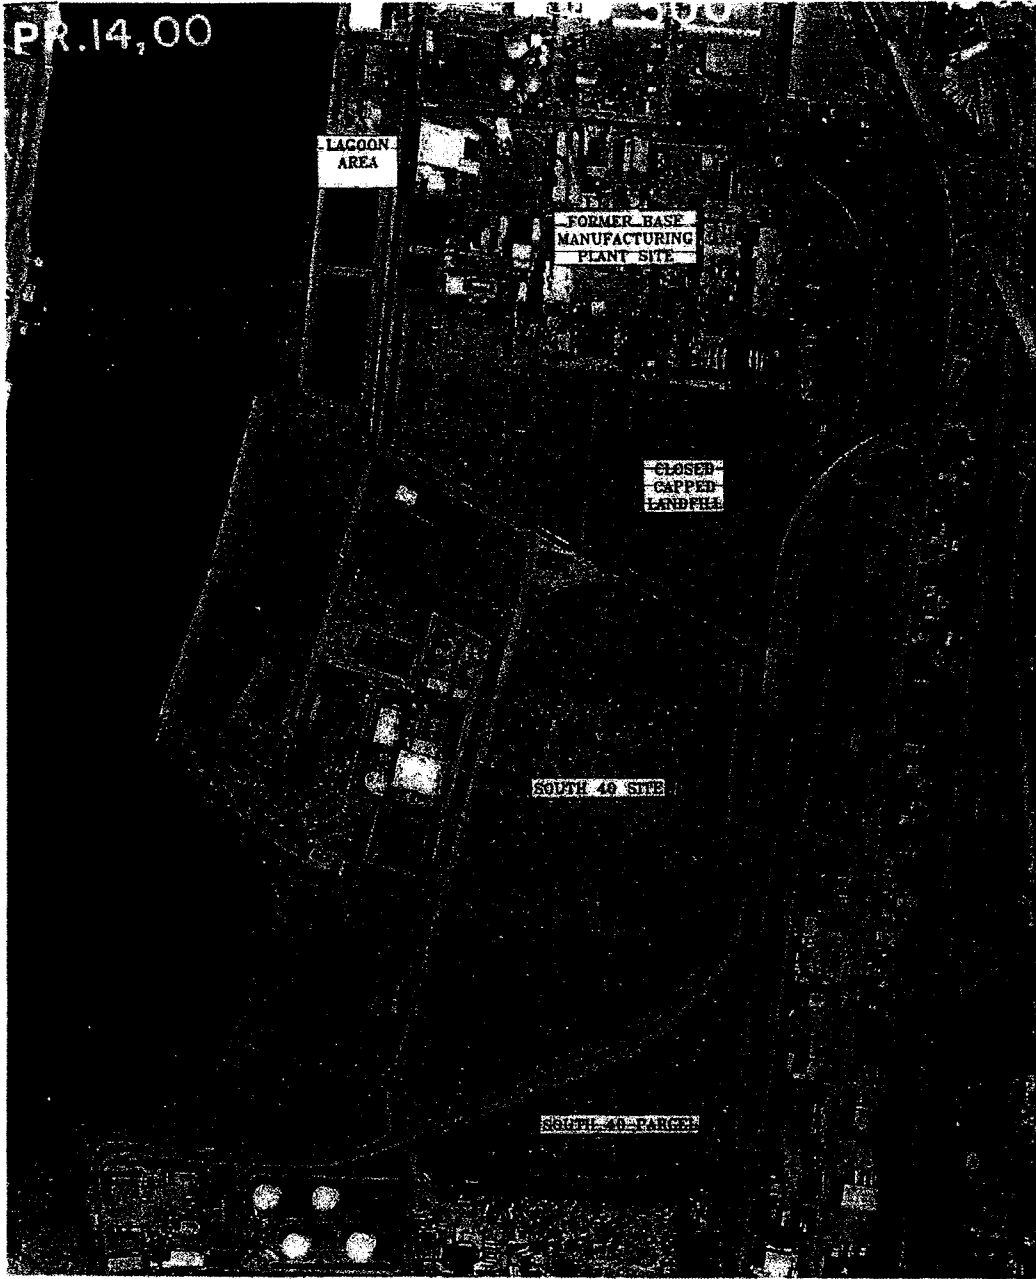 PR.14,00
LAGOON
AREA
FORMER BASE
MANUFACTURING
PLANT SITE
CLOSED
CAPPED
LANDFILL
SOUTH 40 SITE
SOUTH 40 PARCEL